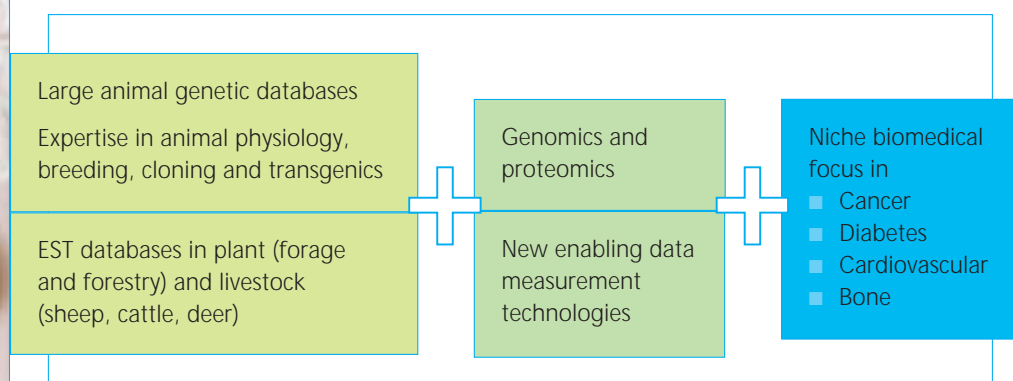 Large animal genetic databases
Expertise in animal physiology,
breeding, cloning and transgenics
EST databases in plant (forage
and forestry) and livestock
(sheep, cattle, deer)
Genomics and
proteomics
New enabling data
measurement
technologies
Niche biomedical
focus in
Cancer
Diabetes
Cardiovascular
Bone